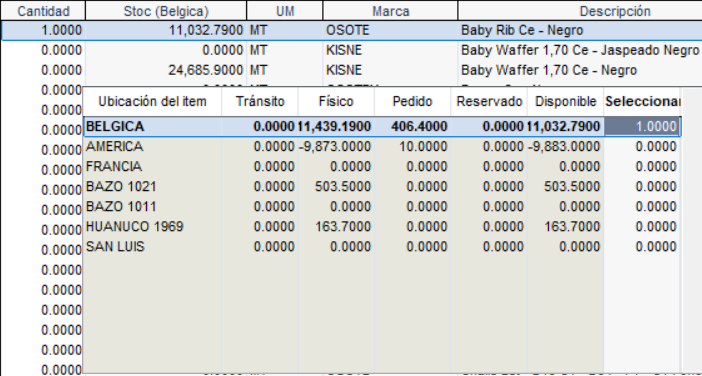 Cantidad Stoc (Belgica) UM Marca Descripción
1.0000 11,032.7900 MT OSOTE Baby Rib Ce - Negro
0.0000 0.0000 MT KISNE Baby Waffer 1,70 Ce - Jaspeado Negro
0.0000 24,685.9000 MT KISNE Baby Waffer 1,70 Ce - Negro
0.0000
Ubicación del item Tránsito Físico Pedido Reservado Disponible Seleccionar
0.0000
0.0000 BELGICA 0.0000 11,439.1900 406.4000 0.0000 11,032.7900 1.0000
0.0000 AMERICA 0.0000 -9,873.0000 10.0000 0.0000 -9,883.0000 0.0000
0.0000 FRANCIA 0.0000 0.0000 0.0000 0.0000 0.0000 0.0000
0.0000 BAZO 1021 0.0000 503.5000 0.0000 0.0000 503.5000 0.0000
0.0000 BAZO 1011 0.0000 0.0000 0.0000 0.0000 0.0000 0.0000
0.0000 HUANUCO 1969 0.0000 163.7000 0.0000 0.0000 163.7000 0.0000
0.0000 SAN LUIS 0.0000 0.0000 0.0000 0.0000 0.0000 0.0000
0.0000
0.0000
0.0000
0.0000
0.0000
0.0000